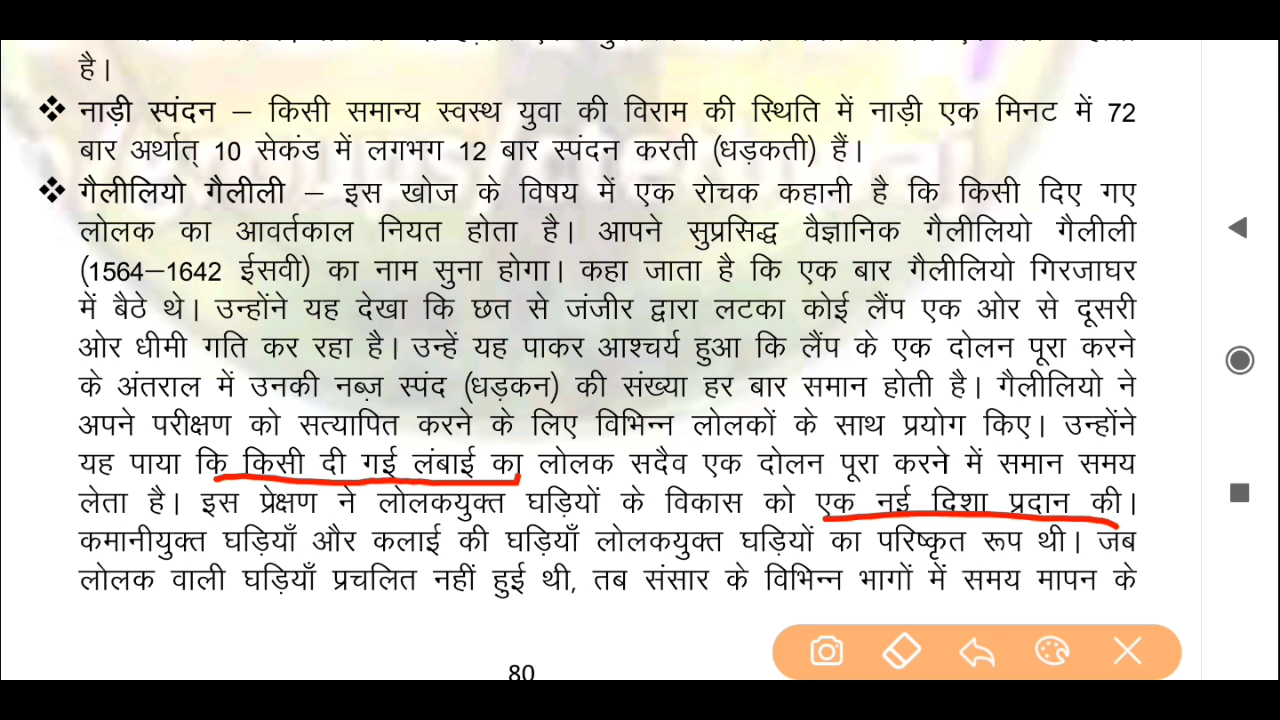 है।
❖ नाड़ी स्पंदन – किसी समान्य स्वस्थ युवा की विराम की स्थिति में नाड़ी एक मिनट में 72
बार अर्थात् 10 सेकंड में लगभग 12 बार स्पंदन करती (धड़कती) हैं।
❖ गैलीलियो गैलीली – इस खोज के विषय में एक रोचक कहानी है कि किसी दिए गए
लोलक का आवर्तकाल नियत होता है। आपने सुप्रसिद्ध वैज्ञानिक गैलीलियो गैलीली
(1564–1642 ईसवी) का नाम सुना होगा। कहा जाता है कि एक बार गैलीलियो गिरजाघर
में बैठे थे। उन्होंने यह देखा कि छत से जंजीर द्वारा लटका कोई लैंप एक ओर से दूसरी
ओर धीमी गति कर रहा है। उन्हें यह पाकर आश्चर्य हुआ कि लैंप के एक दोलन पूरा करने
के अंतराल में उनकी नब्ज़ स्पंद (धड़कन) की संख्या हर बार समान होती है। गैलीलियो ने
अपने परीक्षण को सत्यापित करने के लिए विभिन्न लोलकों के साथ प्रयोग किए। उन्होंने
यह पाया कि किसी दी गई लंबाई का लोलक सदैव एक दोलन पूरा करने में समान समय
लेता है। इस प्रेक्षण ने लोलकयुक्त घड़ियों के विकास को एक नई दिशा प्रदान की।
कमानीयुक्त घड़ियाँ और कलाई की घड़ियाँ लोलकयुक्त घड़ियों का परिष्कृत रूप थी। जब
लोलक वाली घड़ियाँ प्रचलित नहीं हुई थी, तब संसार के विभिन्न भागों में समय मापन के
80